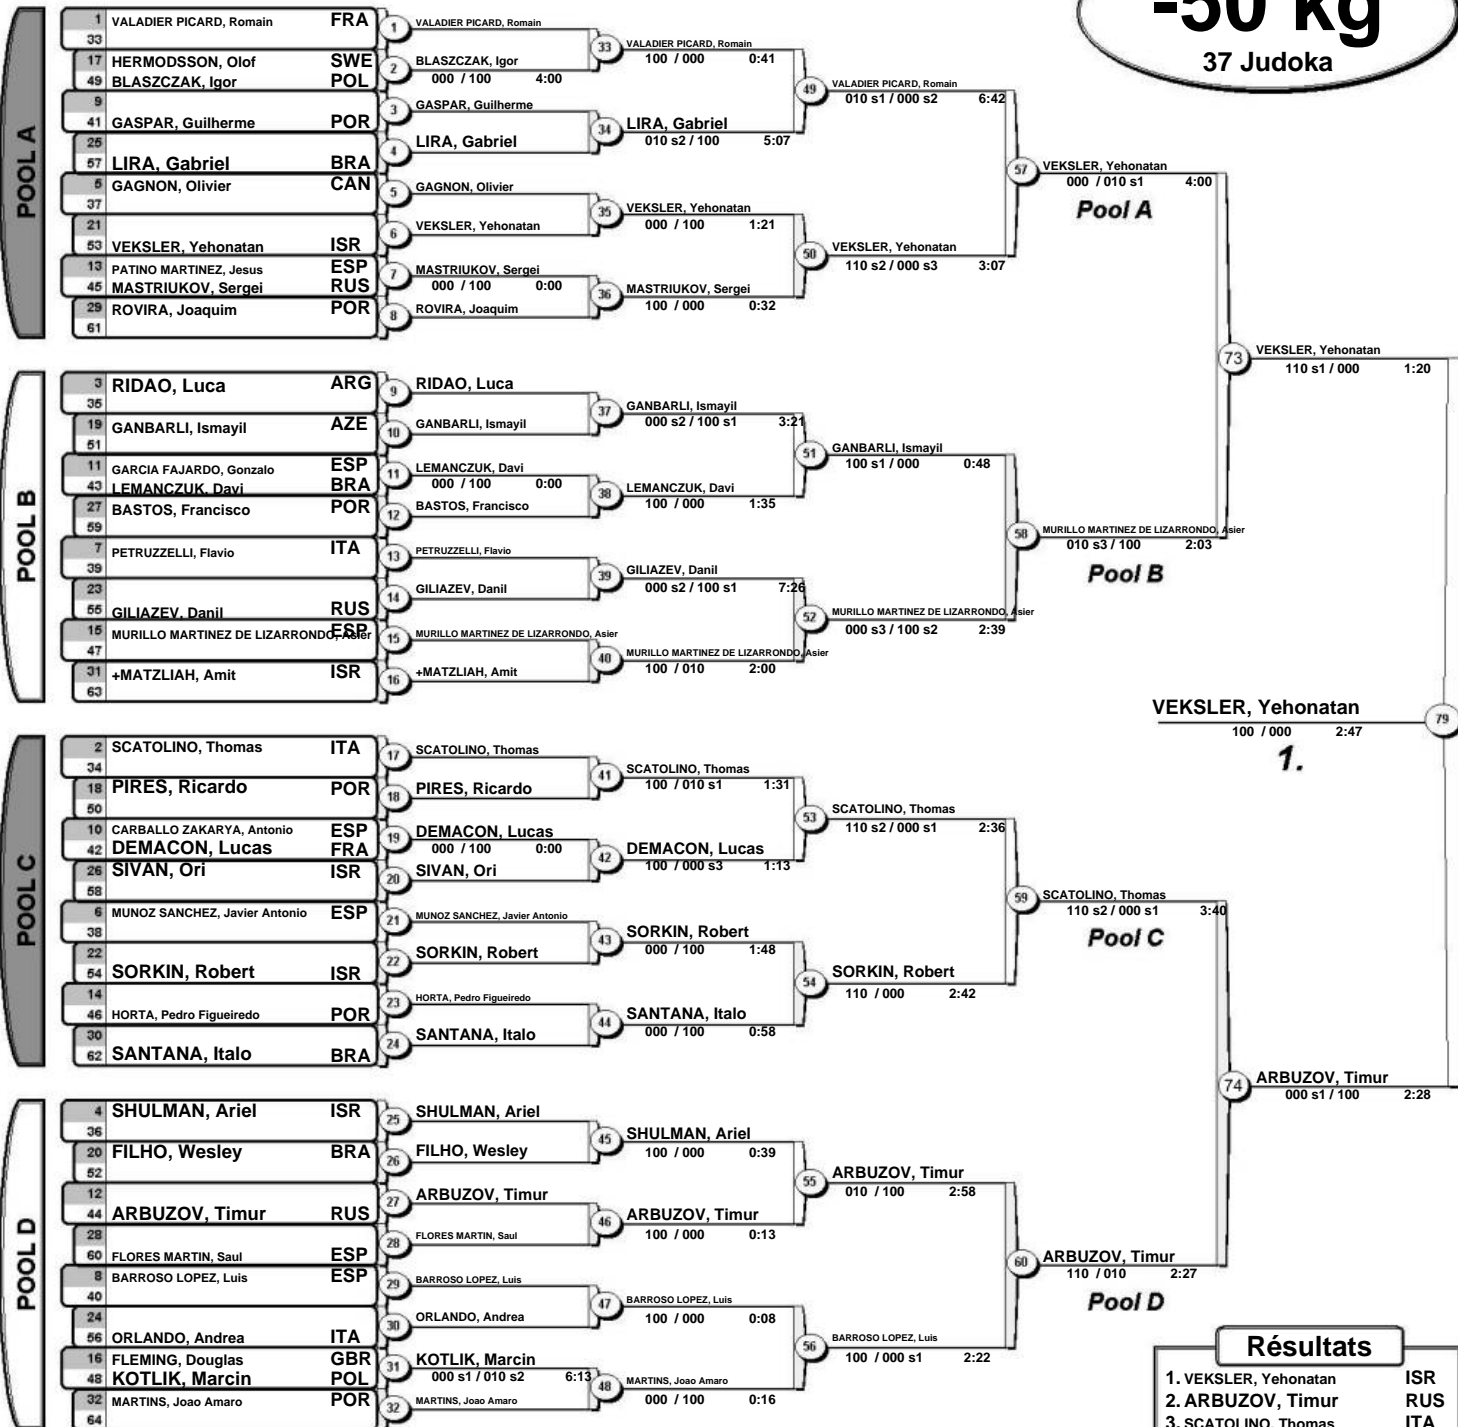 -50 kg
37 Judoka
POOL A
1 VALADIER PICARD, Romain FRA
33
17 HERMODSSON, Olof SWE
49 BLASZCZAK, Igor POL
9
41 GASPAR, Guilherme POR
25
57 LIRA, Gabriel BRA
5 GAGNON, Olivier CAN
37
21
53 VEKSLER, Yehonatan ISR
13 PATINO MARTINEZ, Jesus ESP
45 MASTRIUKOV, Sergei RUS
29 ROVIRA, Joaquim POR
61
1 VALADIER PICARD, Romain
2 BLASZCZAK, Igor
000 / 100 4:00
3 GASPAR, Guilherme
4 LIRA, Gabriel
5 GAGNON, Olivier
6 VEKSLER, Yehonatan
7 MASTRIUKOV, Sergei
000 / 100 0:00
8 ROVIRA, Joaquim
33 VALADIER PICARD, Romain
100 / 000 0:41
34 LIRA, Gabriel
010 s2 / 100 5:07
35 VEKSLER, Yehonatan
000 / 100 1:21
36 MASTRIUKOV, Sergei
100 / 000 0:32
49 VALADIER PICARD, Romain
010 s1 / 000 s2 6:42
50 VEKSLER, Yehonatan
110 s2 / 000 s3 3:07
57 VEKSLER, Yehonatan
000 / 010 s1 4:00
Pool A
POOL B
3 RIDAO, Luca ARG
35
19 GANBARLI, Ismayil AZE
51
11 GARCIA FAJARDO, Gonzalo ESP
43 LEMANCZUK, Davi BRA
27 BASTOS, Francisco POR
59
7 PETRUZZELLI, Flavio ITA
39
23
55 GILIAZEV, Danil RUS
15 MURILLO MARTINEZ DE LIZARRONDO, Asier ESP
47
31 +MATZLIAH, Amit ISR
63
9 RIDAO, Luca
10 GANBARLI, Ismayil
11 LEMANCZUK, Davi
000 / 100 0:00
12 BASTOS, Francisco
13 PETRUZZELLI, Flavio
14 GILIAZEV, Danil
15 MURILLO MARTINEZ DE LIZARRONDO, Asier
16 +MATZLIAH, Amit
37 GANBARLI, Ismayil
000 s2 / 100 s1 3:21
38 LEMANCZUK, Davi
100 / 000 1:35
39 GILIAZEV, Danil
000 s2 / 100 s1 7:26
40 MURILLO MARTINEZ DE LIZARRONDO, Asier
100 / 010 2:00
51 GANBARLI, Ismayil
100 s1 / 000 0:48
52 MURILLO MARTINEZ DE LIZARRONDO, Asier
000 s3 / 100 s2 2:39
58 MURILLO MARTINEZ DE LIZARRONDO, Asier
010 s3 / 100 2:03
Pool B
73 VEKSLER, Yehonatan
110 s1 / 000 1:20
VEKSLER, Yehonatan 79
100 / 000 2:47
1.
POOL C
2 SCATOLINO, Thomas ITA
34
18 PIRES, Ricardo POR
50
10 CARBALLO ZAKARYA, Antonio ESP
42 DEMACON, Lucas FRA
26 SIVAN, Ori ISR
58
6 MUNOZ SANCHEZ, Javier Antonio ESP
38
22
54 SORKIN, Robert ISR
14
46 HORTA, Pedro Figueiredo POR
30
62 SANTANA, Italo BRA
17 SCATOLINO, Thomas
18 PIRES, Ricardo
19 DEMACON, Lucas
000 / 100 0:00
20 SIVAN, Ori
21 MUNOZ SANCHEZ, Javier Antonio
22 SORKIN, Robert
23 HORTA, Pedro Figueiredo
24 SANTANA, Italo
41 SCATOLINO, Thomas
100 / 010 s1 1:31
42 DEMACON, Lucas
100 / 000 s3 1:13
43 SORKIN, Robert
000 / 100 1:48
44 SANTANA, Italo
000 / 100 0:58
53 SCATOLINO, Thomas
110 s2 / 000 s1 2:36
54 SORKIN, Robert
110 / 000 2:42
59 SCATOLINO, Thomas
110 s2 / 000 s1 3:40
Pool C
POOL D
4 SHULMAN, Ariel ISR
36
20 FILHO, Wesley BRA
52
12
44 ARBUZOV, Timur RUS
28
60 FLORES MARTIN, Saul ESP
8 BARROSO LOPEZ, Luis ESP
40
24
56 ORLANDO, Andrea ITA
16 FLEMING, Douglas GBR
48 KOTLIK, Marcin POL
32 MARTINS, Joao Amaro POR
64
25 SHULMAN, Ariel
26 FILHO, Wesley
27 ARBUZOV, Timur
28 FLORES MARTIN, Saul
29 BARROSO LOPEZ, Luis
30 ORLANDO, Andrea
31 KOTLIK, Marcin
000 s1 / 010 s2 6:13
32 MARTINS, Joao Amaro
45 SHULMAN, Ariel
100 / 000 0:39
46 ARBUZOV, Timur
100 / 000 0:13
47 BARROSO LOPEZ, Luis
100 / 000 0:08
48 MARTINS, Joao Amaro
000 / 100 0:16
55 ARBUZOV, Timur
010 / 100 2:58
56 BARROSO LOPEZ, Luis
100 / 000 s1 2:22
60 ARBUZOV, Timur
110 / 010 2:27
Pool D
74 ARBUZOV, Timur
000 s1 / 100 2:28
Résultats
1. VEKSLER, Yehonatan ISR
2. ARBUZOV, Timur RUS
3. SCATOLINO, Thomas ITA